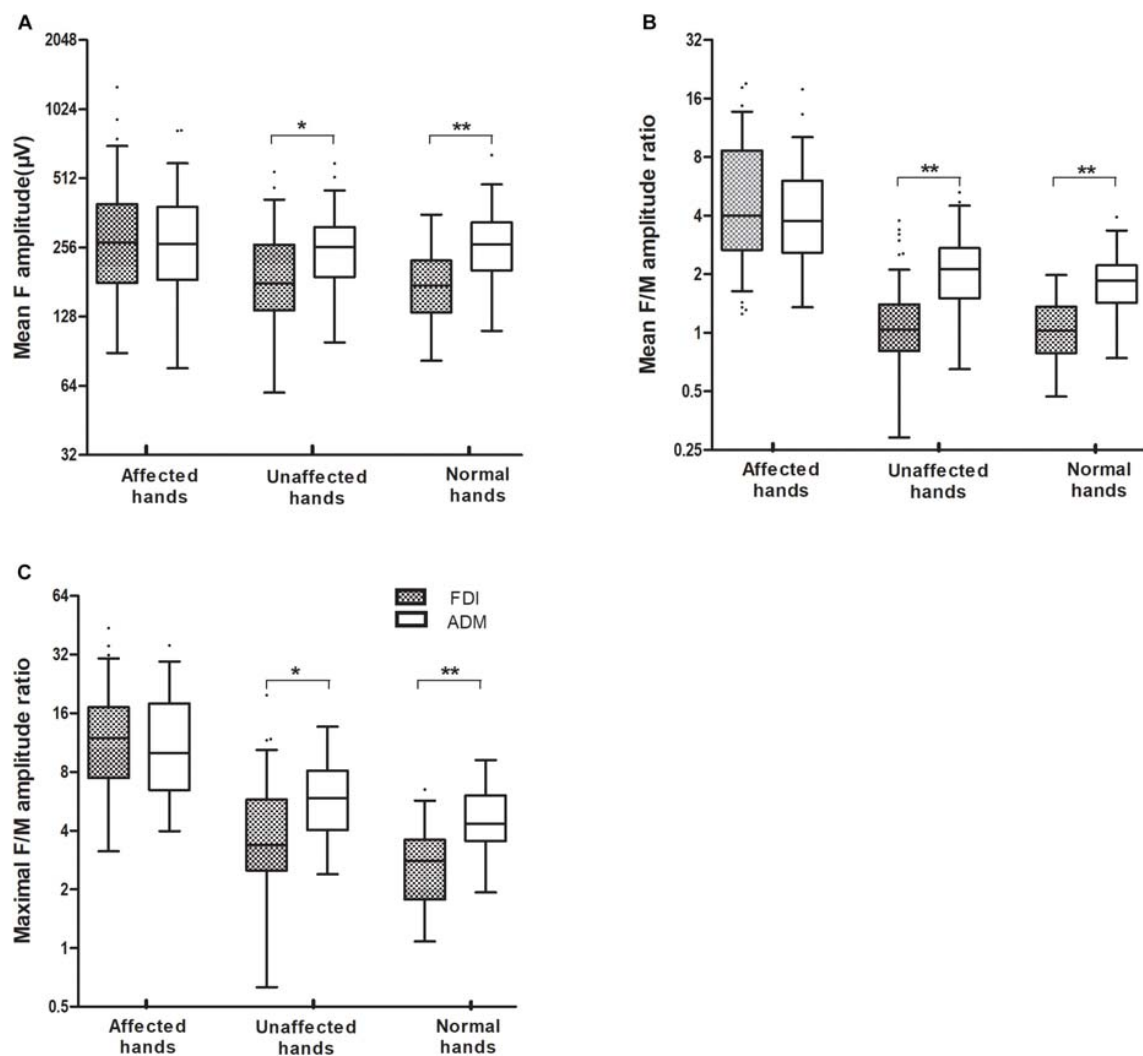 A
Mean F amplitude(µV)
2048
1024
512
256
128
64
32
*
**
Affected
hands
Unaffected
hands
Normal
hands
B
Mean F/M amplitude ratio
32
16
8
4
2
1
0.5
0.25
**
**
Affected
hands
Unaffected
hands
Normal
hands
C
Maximal F/M amplitude ratio
64
32
16
8
4
2
1
0.5
FDI
ADM
*
**
Affected
hands
Unaffected
hands
Normal
hands